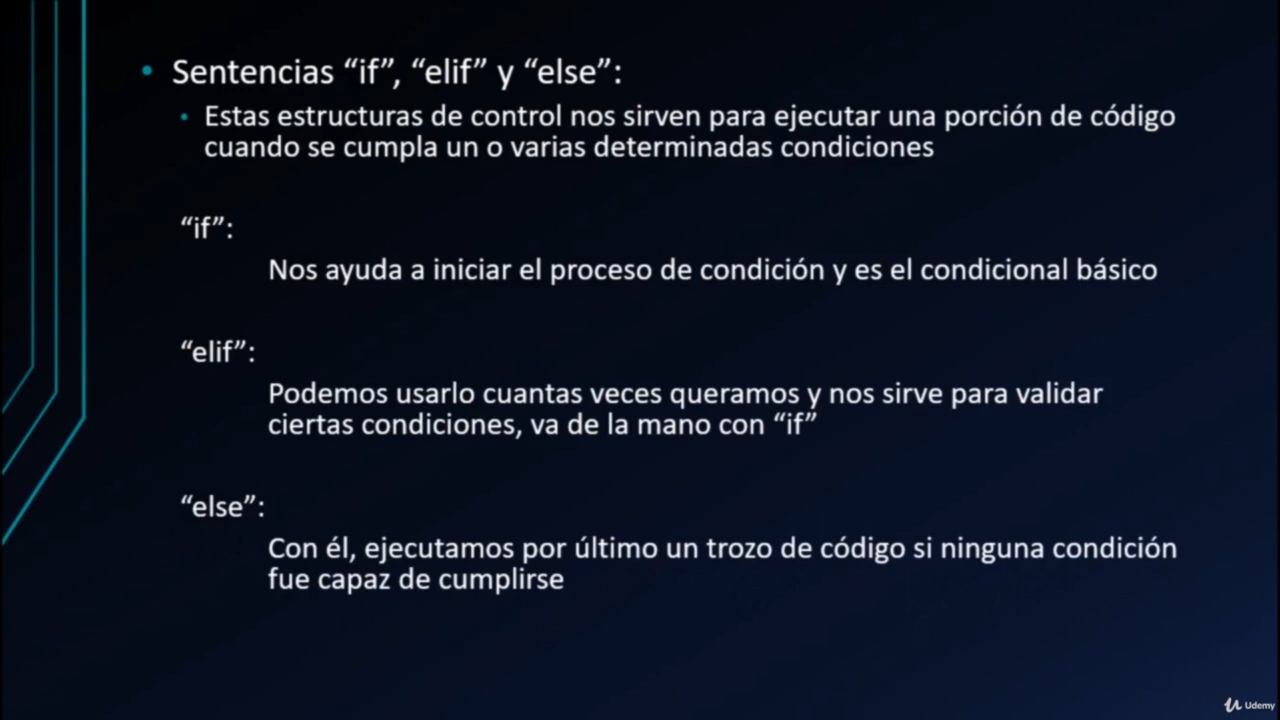 Sentencias “if”, “elif” y “else”:
Estas estructuras de control nos sirven para ejecutar una porción de código
cuando se cumpla un o varias determinadas condiciones
“if”:
Nos ayuda a iniciar el proceso de condición y es el condicional básico
“elif”:
Podemos usarlo cuantas veces queramos y nos sirve para validar
ciertas condiciones, va de la mano con “if”
“else”:
Con él, ejecutamos por último un trozo de código si ninguna condición
fue capaz de cumplirse
Udemy